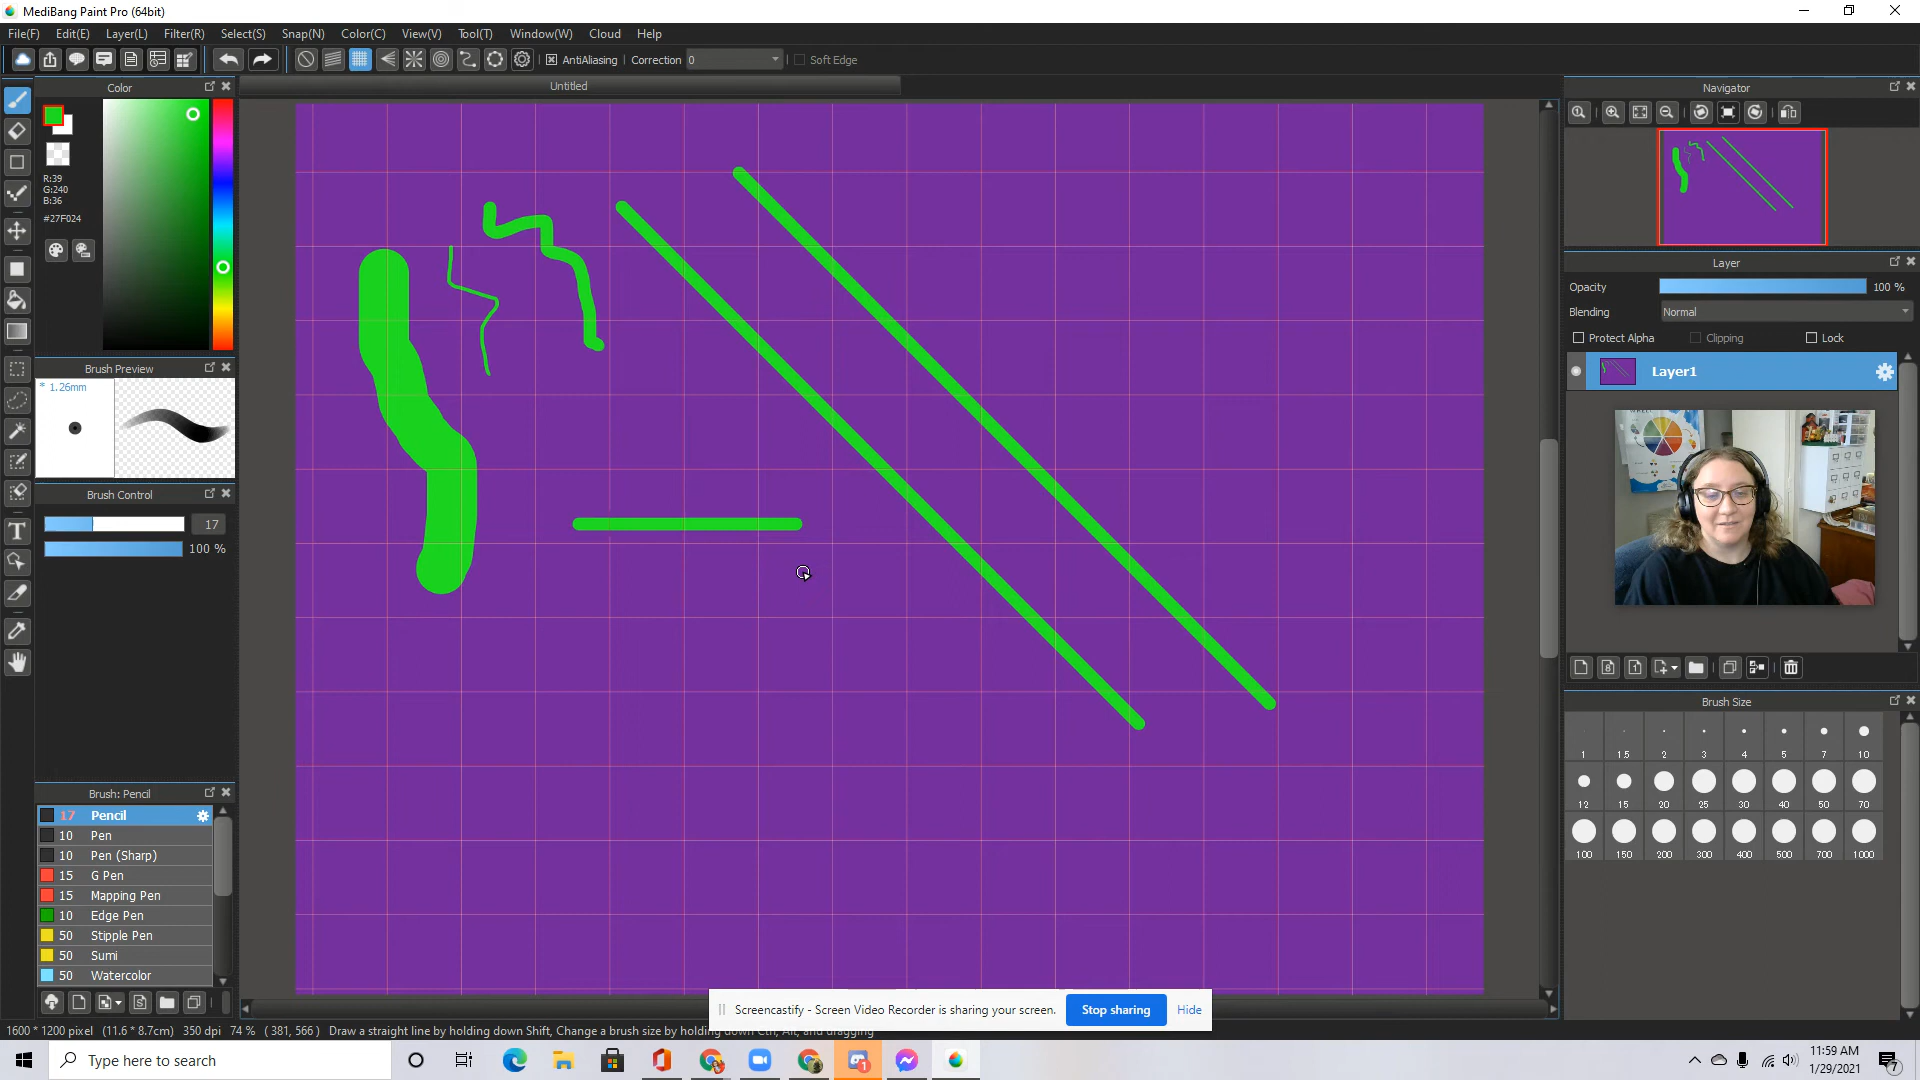 MediBang Paint Pro (64bit)
File(F) Edit(E) Layer(L) Filter(R) Select(S) Snap(N) Color(C) View(V) Tool(T) Window(W) Cloud Help
AntiAliasing Correction 0 Soft Edge
Color
Untitled
Navigator
R:39
G:240
B:36
#27F024
Layer
Opacity 100 %
Blending Normal
Protect Alpha Clipping Lock
Layer1
Brush Preview
* 1.26mm
Brush Control
17
100 %
Brush Size
1 1.5 2 3 4 5 7 10
12 15 20 25 30 40 50 70
100 150 200 300 400 500 700 1000
Brush: Pencil
17 Pencil
10 Pen
10 Pen (Sharp)
15 G Pen
15 Mapping Pen
10 Edge Pen
50 Stipple Pen
50 Sumi
50 Watercolor
Screencastify - Screen Video Recorder is sharing your screen. Stop sharing Hide
1600 * 1200 pixel (11.6 * 8.7cm) 350 dpi 74 % ( 381, 566 ) Draw a straight line by holding down Shift, Change a brush size by holding down Ctrl, Alt, and dragging
Type here to search
11:59 AM
1/29/2021